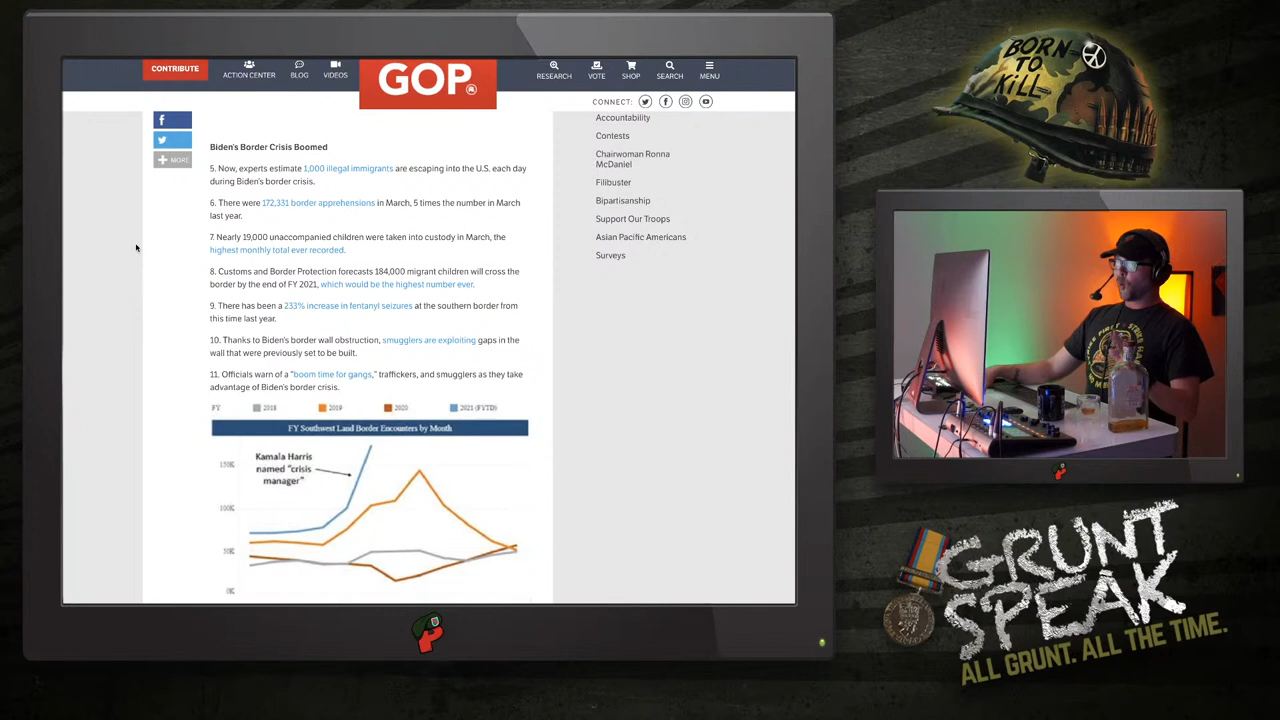 CONTRIBUTE
ACTION CENTER
BLOG
VIDEOS
GOP
RESEARCH
VOTE
SHOP
SEARCH
MENU
CONNECT:
MORE
Biden's Border Crisis Boomed
5. Now, experts estimate 1,000 illegal immigrants are escaping into the U.S. each day
during Biden's border crisis.
6. There were 172,331 border apprehensions in March, 5 times the number in March
last year.
7. Nearly 19,000 unaccompanied children were taken into custody in March, the
highest monthly total ever recorded.
8. Customs and Border Protection forecasts 184,000 migrant children will cross the
border by the end of FY 2021, which would be the highest number ever.
9. There has been a 233% increase in fentanyl seizures at the southern border from
this time last year.
10. Thanks to Biden's border wall obstruction, smugglers are exploiting gaps in the
wall that were previously set to be built.
11. Officials warn of a "boom time for gangs," traffickers, and smugglers as they take
advantage of Biden's border crisis.
FY 2018 2019 2020 2021 (FYTD)
FY Southwest Land Border Encounters by Month
Kamala Harris
named "crisis
manager"
150K
100K
50K
0K
Accountability
Contests
Chairwoman Ronna
McDaniel
Filibuster
Bipartisanship
Support Our Troops
Asian Pacific Americans
Surveys
BORN
TO
KiLL
GRUNT
SPEAK
ALL GRUNT. ALL THE TIME.